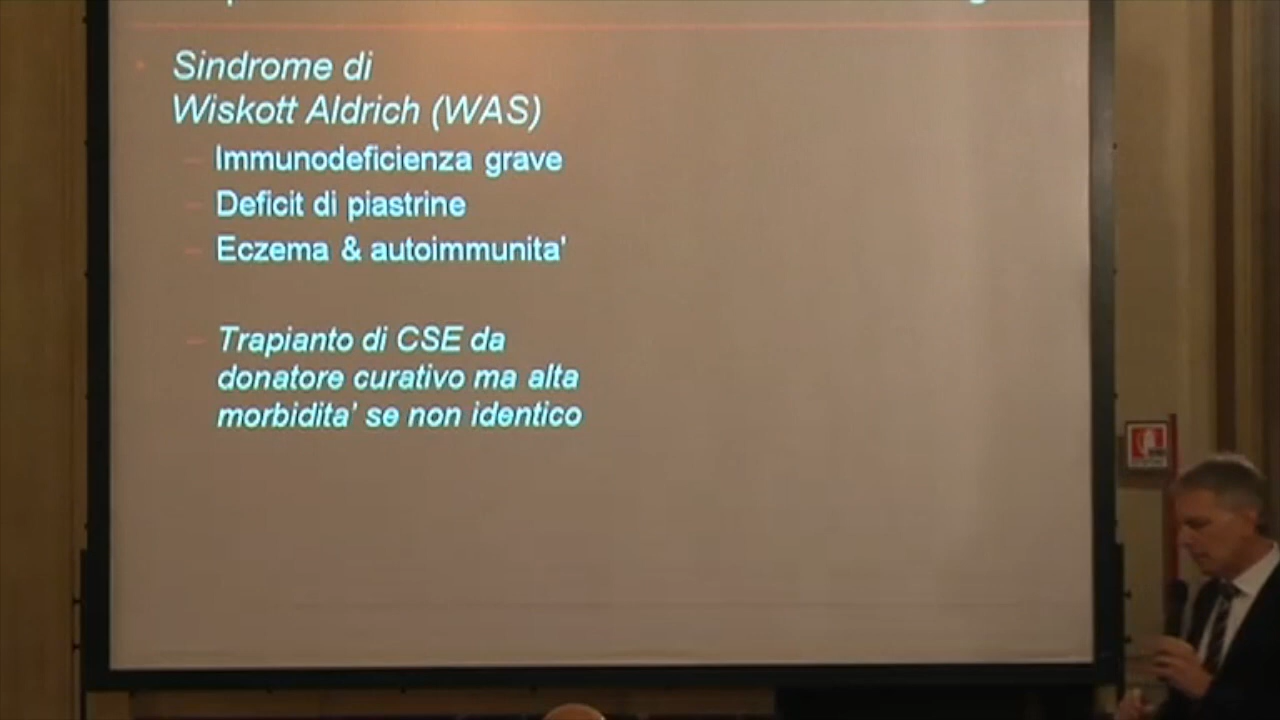 Sindrome di
Wiskott Aldrich (WAS)
– Immunodeficienza grave
– Deficit di piastrine
– Eczema & autoimmunita'
– Trapianto di CSE da
donatore curativo ma alta
morbidita' se non identico